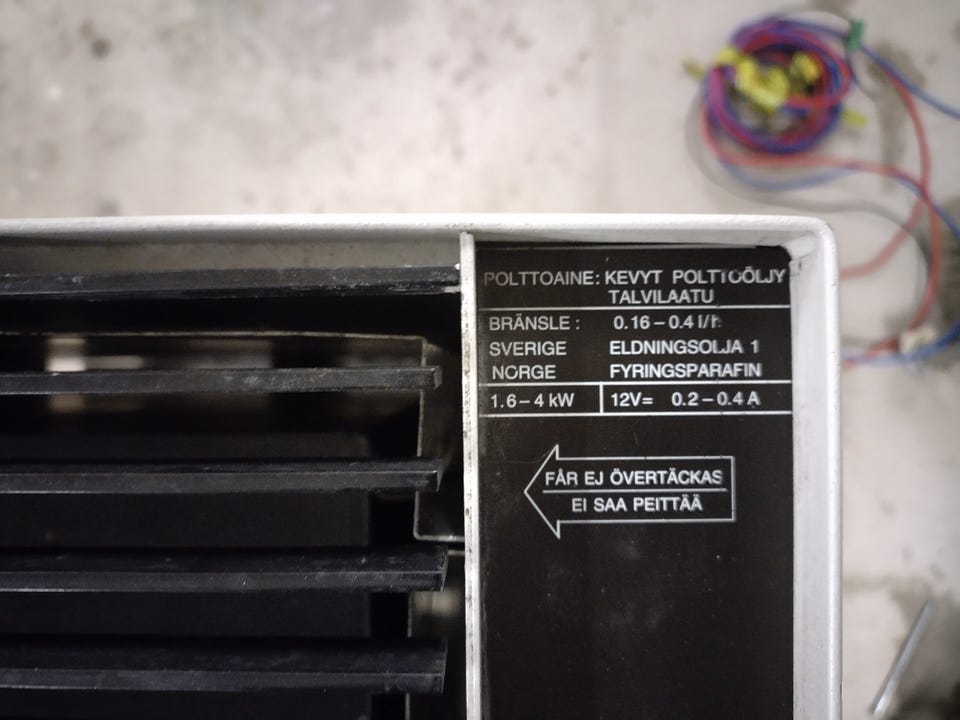 POLTTOAINE: KEVYT POLTTOÖLJY
TALVILAATU
BRÄNSLE : 0.16 – 0.4 l/h
SVERIGE ELDNINGSOLJA 1
NORGE FYRINGSPARAFIN
1.6 – 4 kW 12V= 0.2 – 0.4 A
FÅR EJ ÖVERTÄCKAS
EI SAA PEITTÄÄ